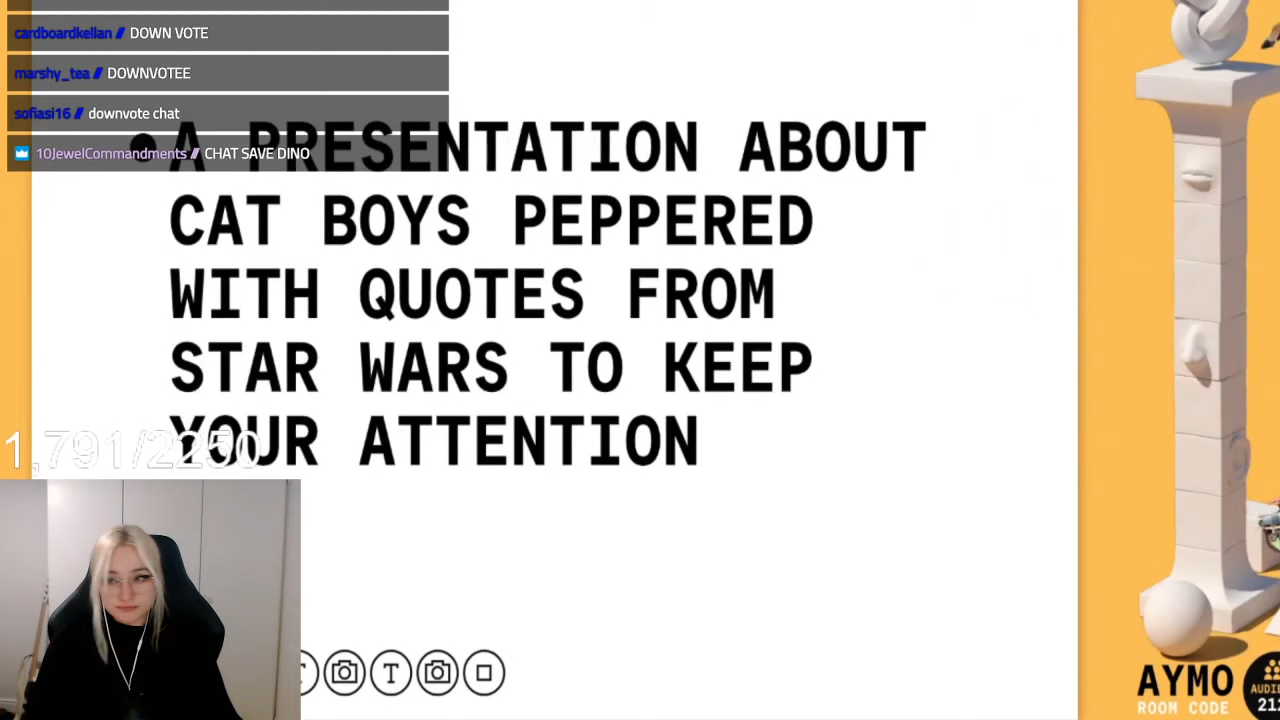 cardboardkellan // DOWN VOTE
marshy_tea // DOWNVOTEE
sofiasi16 // downvote chat
10JewelCommandments // CHAT SAVE DINO
• A PRESENTATION ABOUT
CAT BOYS PEPPERED
WITH QUOTES FROM
STAR WARS TO KEEP
YOUR ATTENTION
1,791/2250
T
AYMO
ROOM CODE